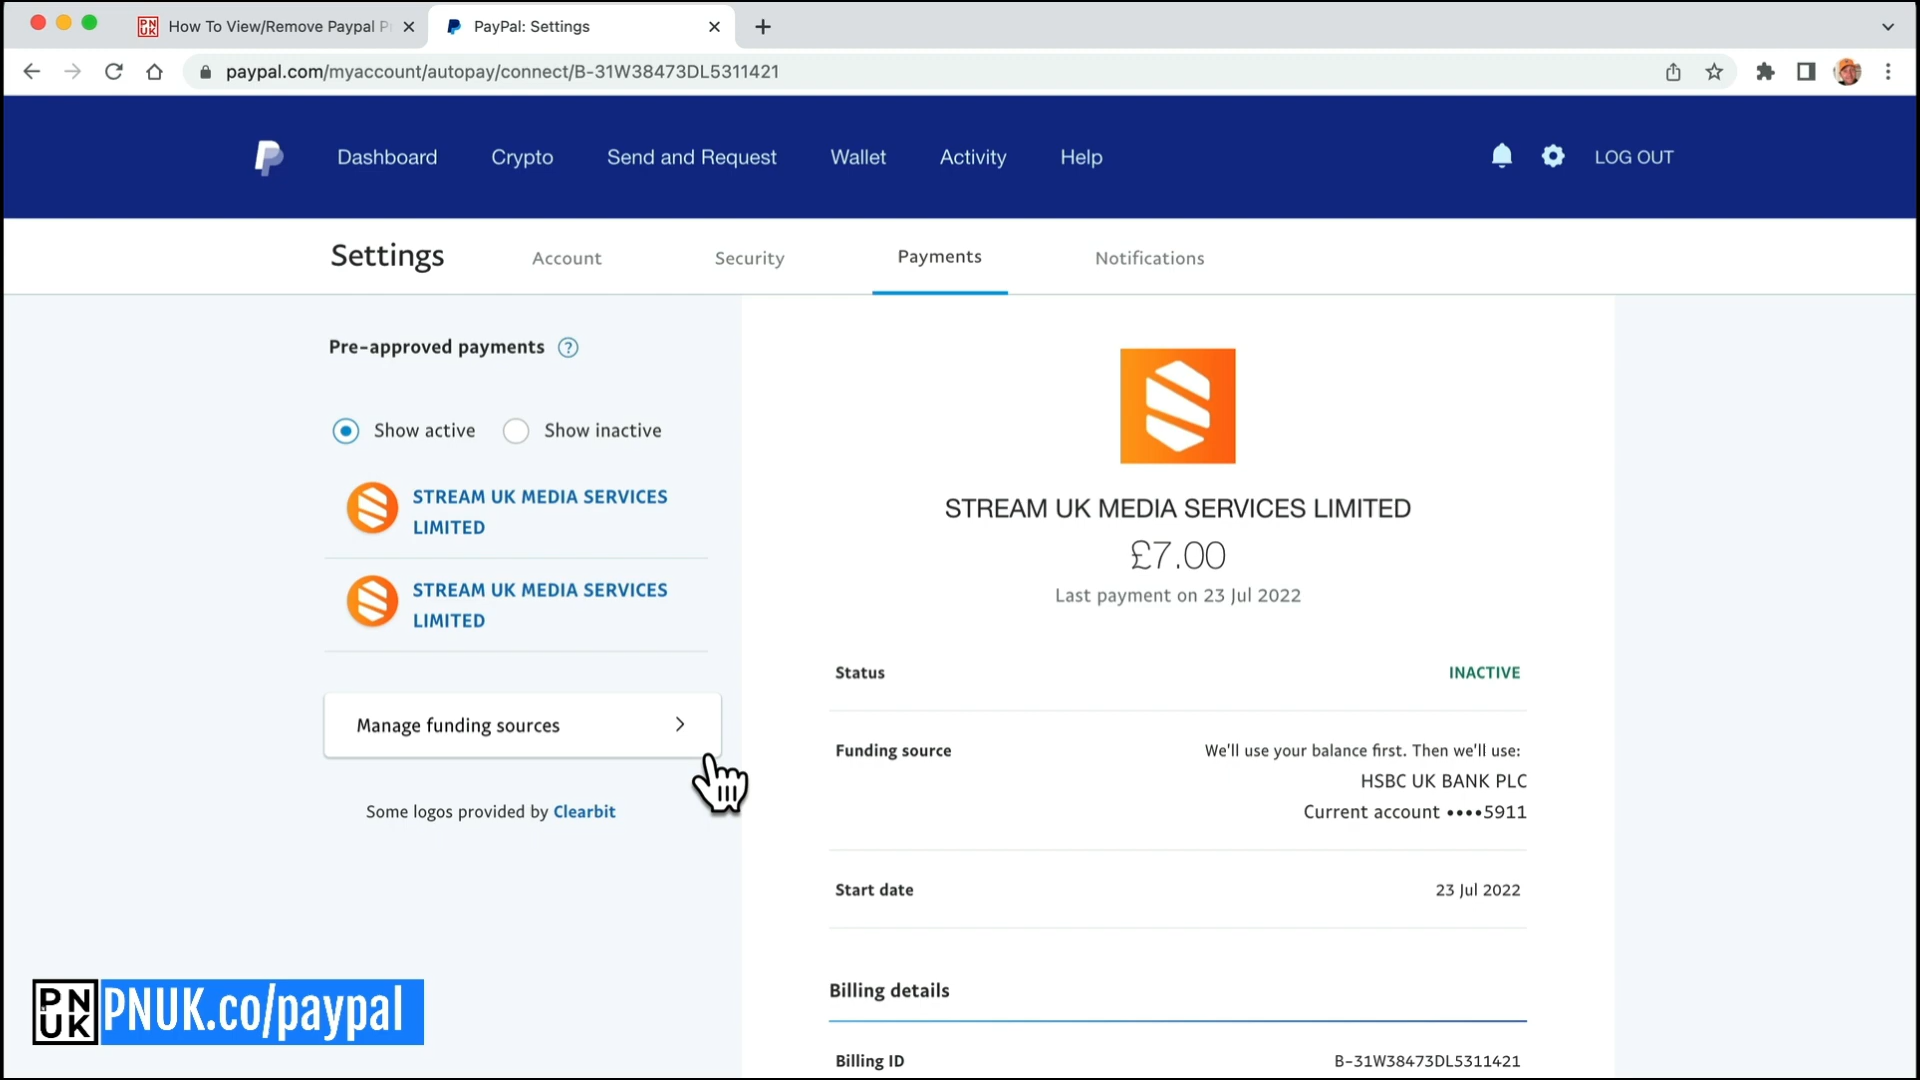 PN UK How To View/Remove Paypal P
PayPal: Settings
paypal.com/myaccount/autopay/connect/B-31W38473DL5311421
Dashboard Crypto Send and Request Wallet Activity Help LOG OUT
Settings Account Security Payments Notifications
Pre-approved payments ?
Show active Show inactive
STREAM UK MEDIA SERVICES
LIMITED
STREAM UK MEDIA SERVICES
LIMITED
Manage funding sources
Some logos provided by Clearbit
STREAM UK MEDIA SERVICES LIMITED
£7.00
Last payment on 23 Jul 2022
Status INACTIVE
Funding source We'll use your balance first. Then we'll use:
HSBC UK BANK PLC
Current account ••••5911
Start date 23 Jul 2022
Billing details
Billing ID B-31W38473DL5311421
PN
UK
PNUK.co/paypal